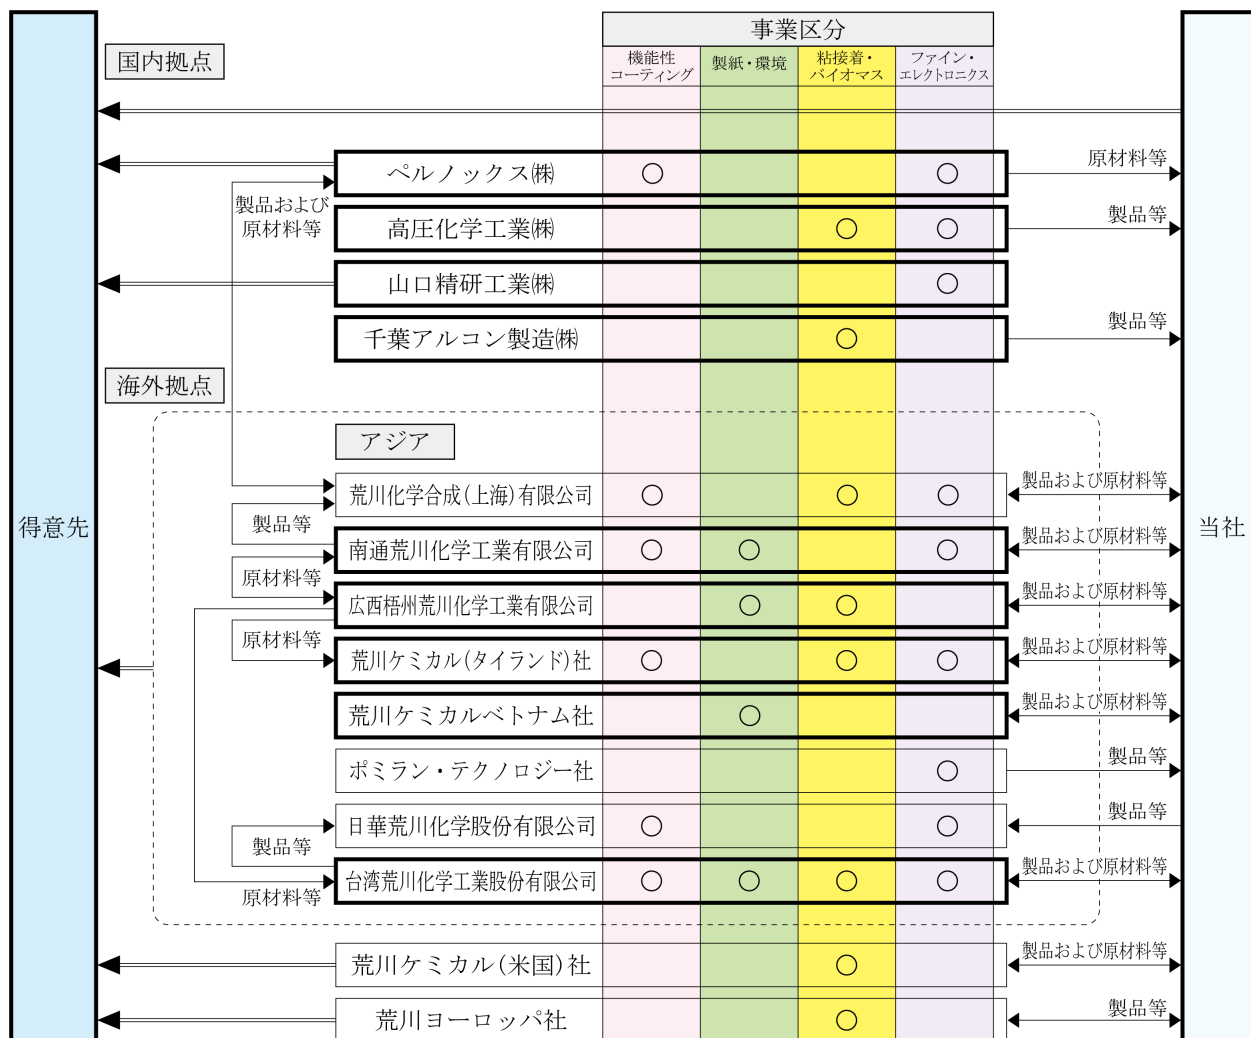 事業区分
国内拠点
機能性
コーティング
製紙・環境
粘接着・
バイオマス
ファイン・
エレクトロニクス
ペルノックス㈱
原材料等
製品および
原材料等
高圧化学工業㈱
製品等
山口精研工業㈱
千葉アルコン製造㈱
製品等
海外拠点
アジア
荒川化学合成(上海)有限公司
製品および原材料等
製品等
得意先
当社
南通荒川化学工業有限公司
製品および原材料等
原材料等
広西梧州荒川化学工業有限公司
製品および原材料等
原材料等
荒川ケミカル(タイランド)社
製品および原材料等
荒川ケミカルベトナム社
製品および原材料等
ポミラン・テクノロジー社
製品等
日華荒川化学股份有限公司
製品等
製品等
台湾荒川化学工業股份有限公司
製品および原材料等
原材料等
荒川ケミカル(米国)社
製品および原材料等
荒川ヨーロッパ社
製品等